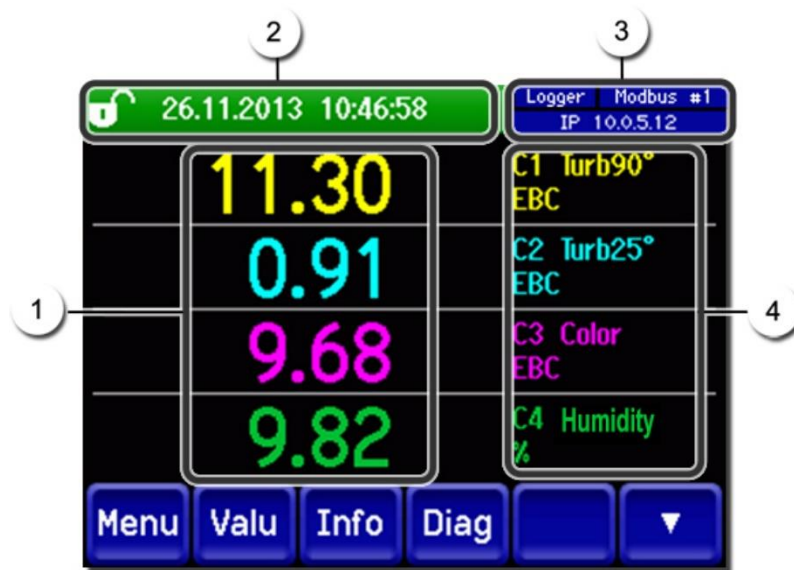 2
3
26.11.2013 10:46:58
Logger Modbus #1
IP 10.0.5.12
11.30
C1 Turb90°
EBC
0.91
C2 Turb25°
EBC
1
4
9.68
C3 Color
EBC
9.82
C4 Humidity
%
Menu Valu Info Diag ▼